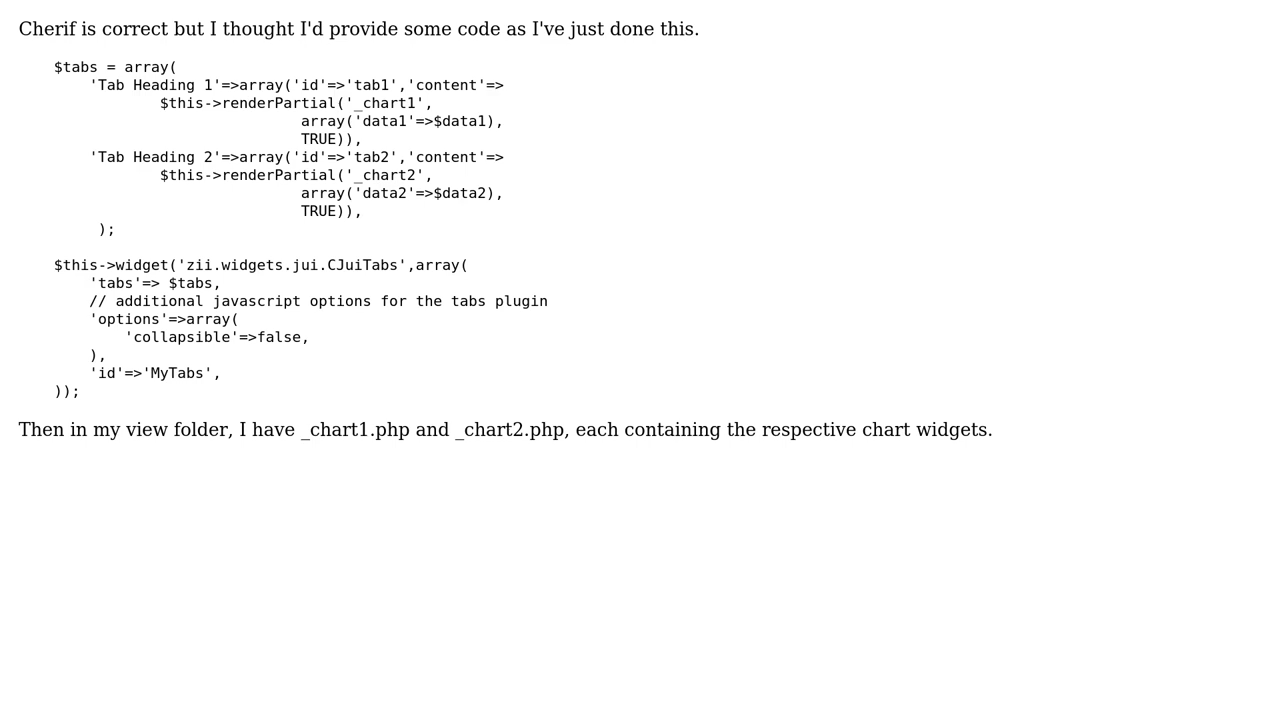 Cherif is correct but I thought I'd provide some code as I've just done this.
$tabs = array(
    'Tab Heading 1'=>array('id'=>'tab1','content'=>
            $this->renderPartial('_chart1',
                            array('data1'=>$data1),
                            TRUE)),
    'Tab Heading 2'=>array('id'=>'tab2','content'=>
            $this->renderPartial('_chart2',
                            array('data2'=>$data2),
                            TRUE)),
     );
$this->widget('zii.widgets.jui.CJuiTabs',array(
    'tabs'=> $tabs,
    // additional javascript options for the tabs plugin
    'options'=>array(
        'collapsible'=>false,
    ),
    'id'=>'MyTabs',
));
Then in my view folder, I have _chart1.php and _chart2.php, each containing the respective chart widgets.